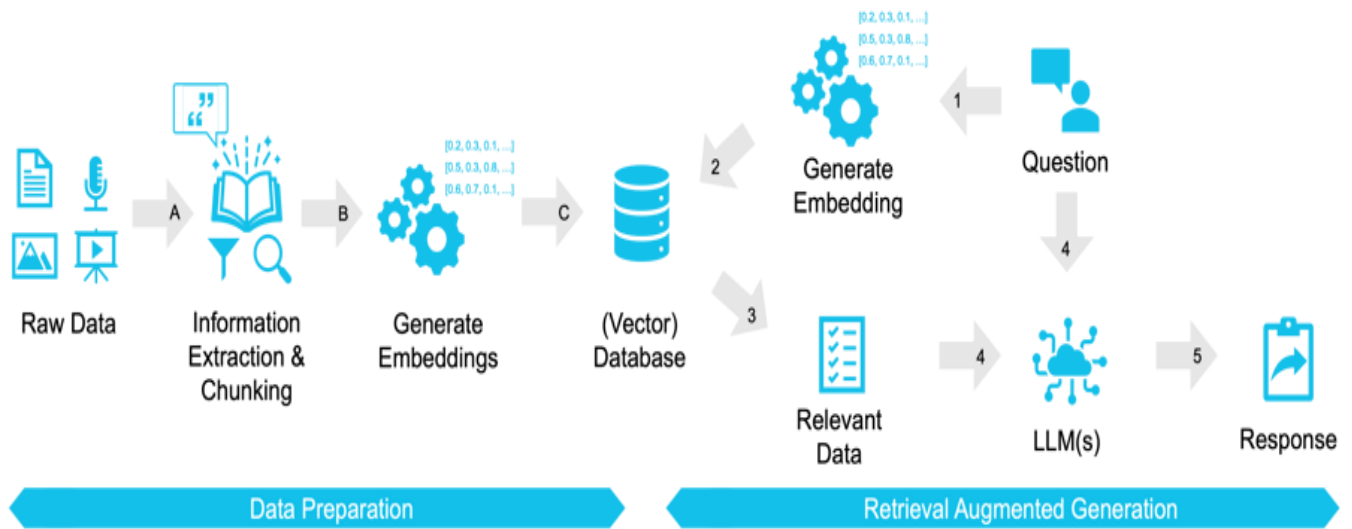 [0.2, 0.3, 0.1, ...]
[0.5, 0.3, 0.8, ...]
[0.6, 0.7, 0.1, ...]
1
Generate
Embedding
Question
2
4
”
“
[0.2, 0.3, 0.1, ...]
[0.5, 0.3, 0.8, ...]
[0.6, 0.7, 0.1, ...]
A
B
C
Raw Data
Information
Extraction &
Chunking
Generate
Embeddings
(Vector)
Database
3
4
5
Relevant
Data
LLM(s)
Response
Data Preparation
Retrieval Augmented Generation